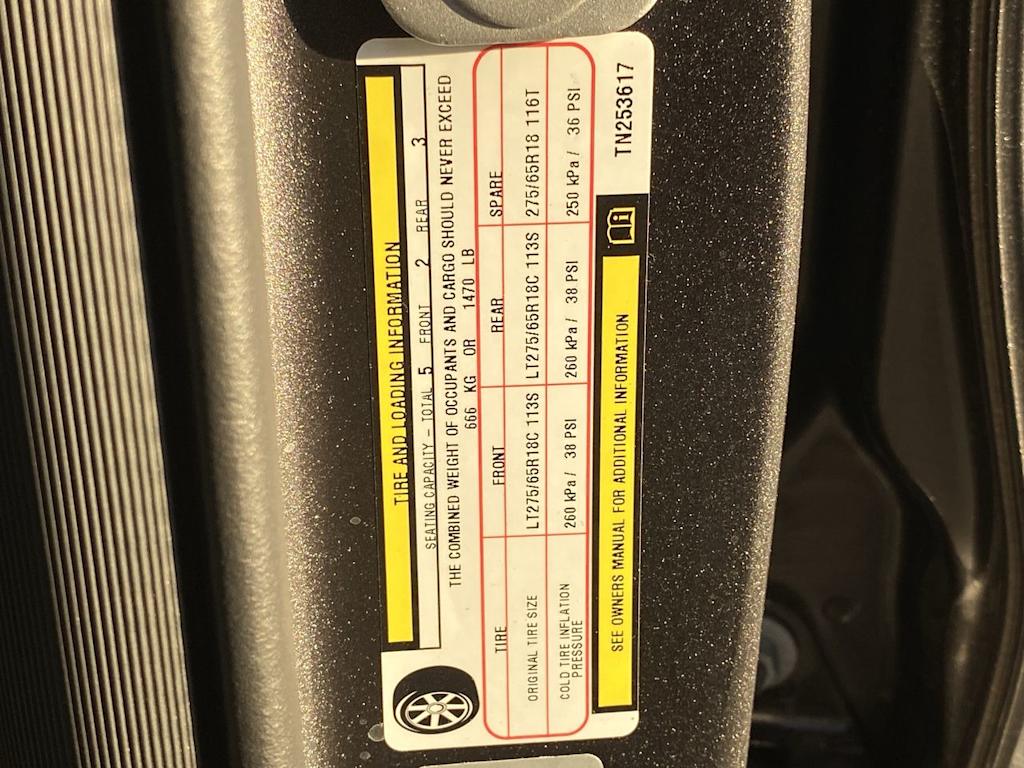 TIRE AND LOADING INFORMATION
SEATING CAPACITY – TOTAL 5 FRONT 2 REAR 3
THE COMBINED WEIGHT OF OCCUPANTS AND CARGO SHOULD NEVER EXCEED
666 KG OR 1470 LB
TIRE FRONT REAR SPARE
ORIGINAL TIRE SIZE LT275/65R18C 113S LT275/65R18C 113S 275/65R18 116T
COLD TIRE INFLATION
PRESSURE 260 kPa / 38 PSI 260 kPa / 38 PSI 250 kPa / 36 PSI
SEE OWNERS MANUAL FOR ADDITIONAL INFORMATION
TN253617